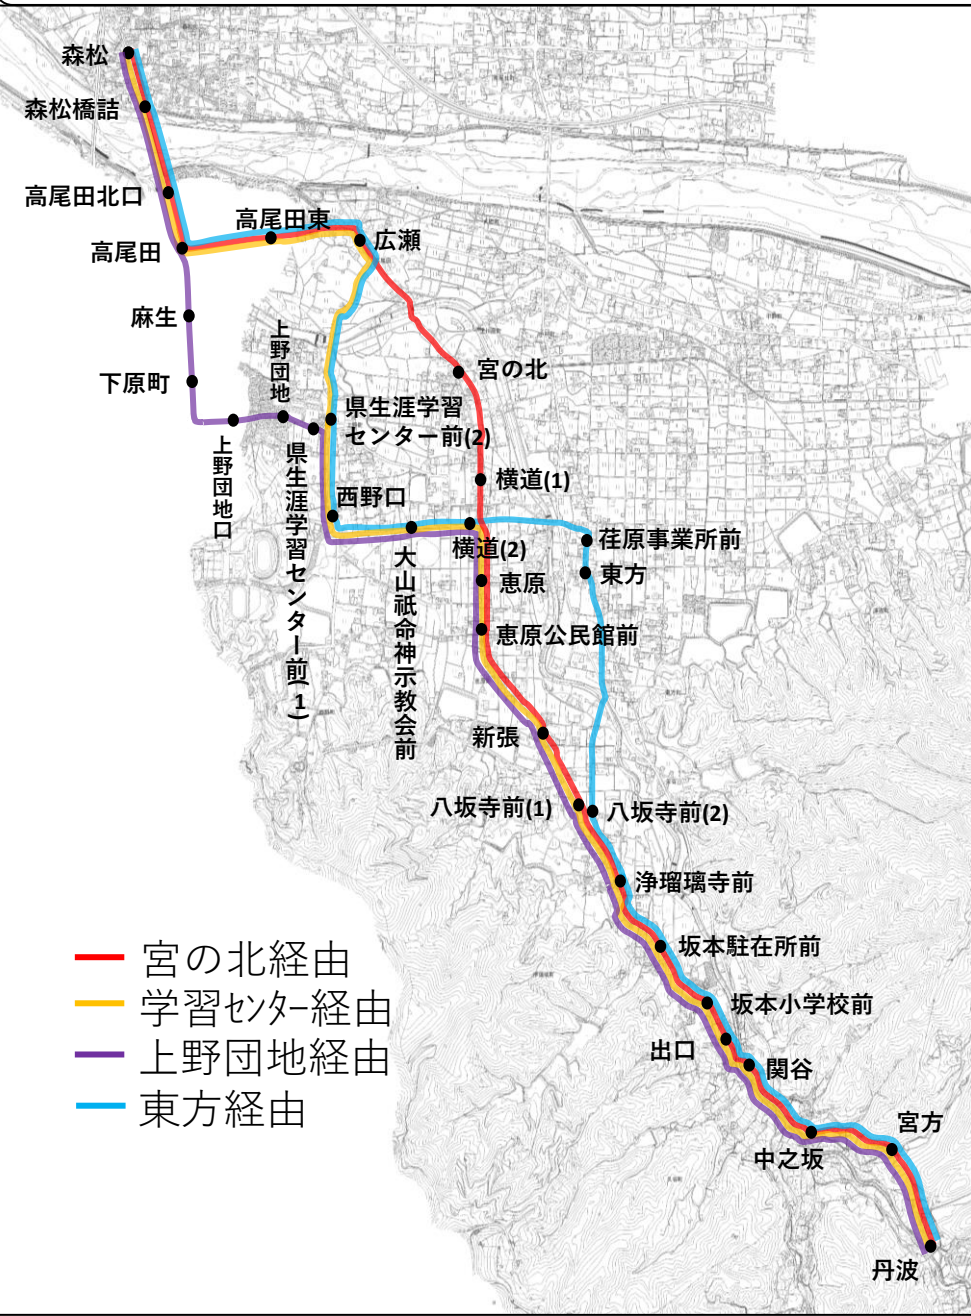 森松
森松橋詰
高尾田北口
高尾田東
広瀬
高尾田
麻生
上野団地
下原町
宮の北
県生涯学習
センター前(2)
上野団地口
県生涯学習センター前(1)
横道(1)
西野口
横道(2)
荏原事業所前
大山祇命神示教会前
東方
恵原
恵原公民館前
新張
八坂寺前(1)
八坂寺前(2)
浄瑠璃寺前
坂本駐在所前
坂本小学校前
出口
関谷
宮方
中之坂
丹波
宮の北経由
学習ｾﾝﾀｰ経由
上野団地経由
東方経由